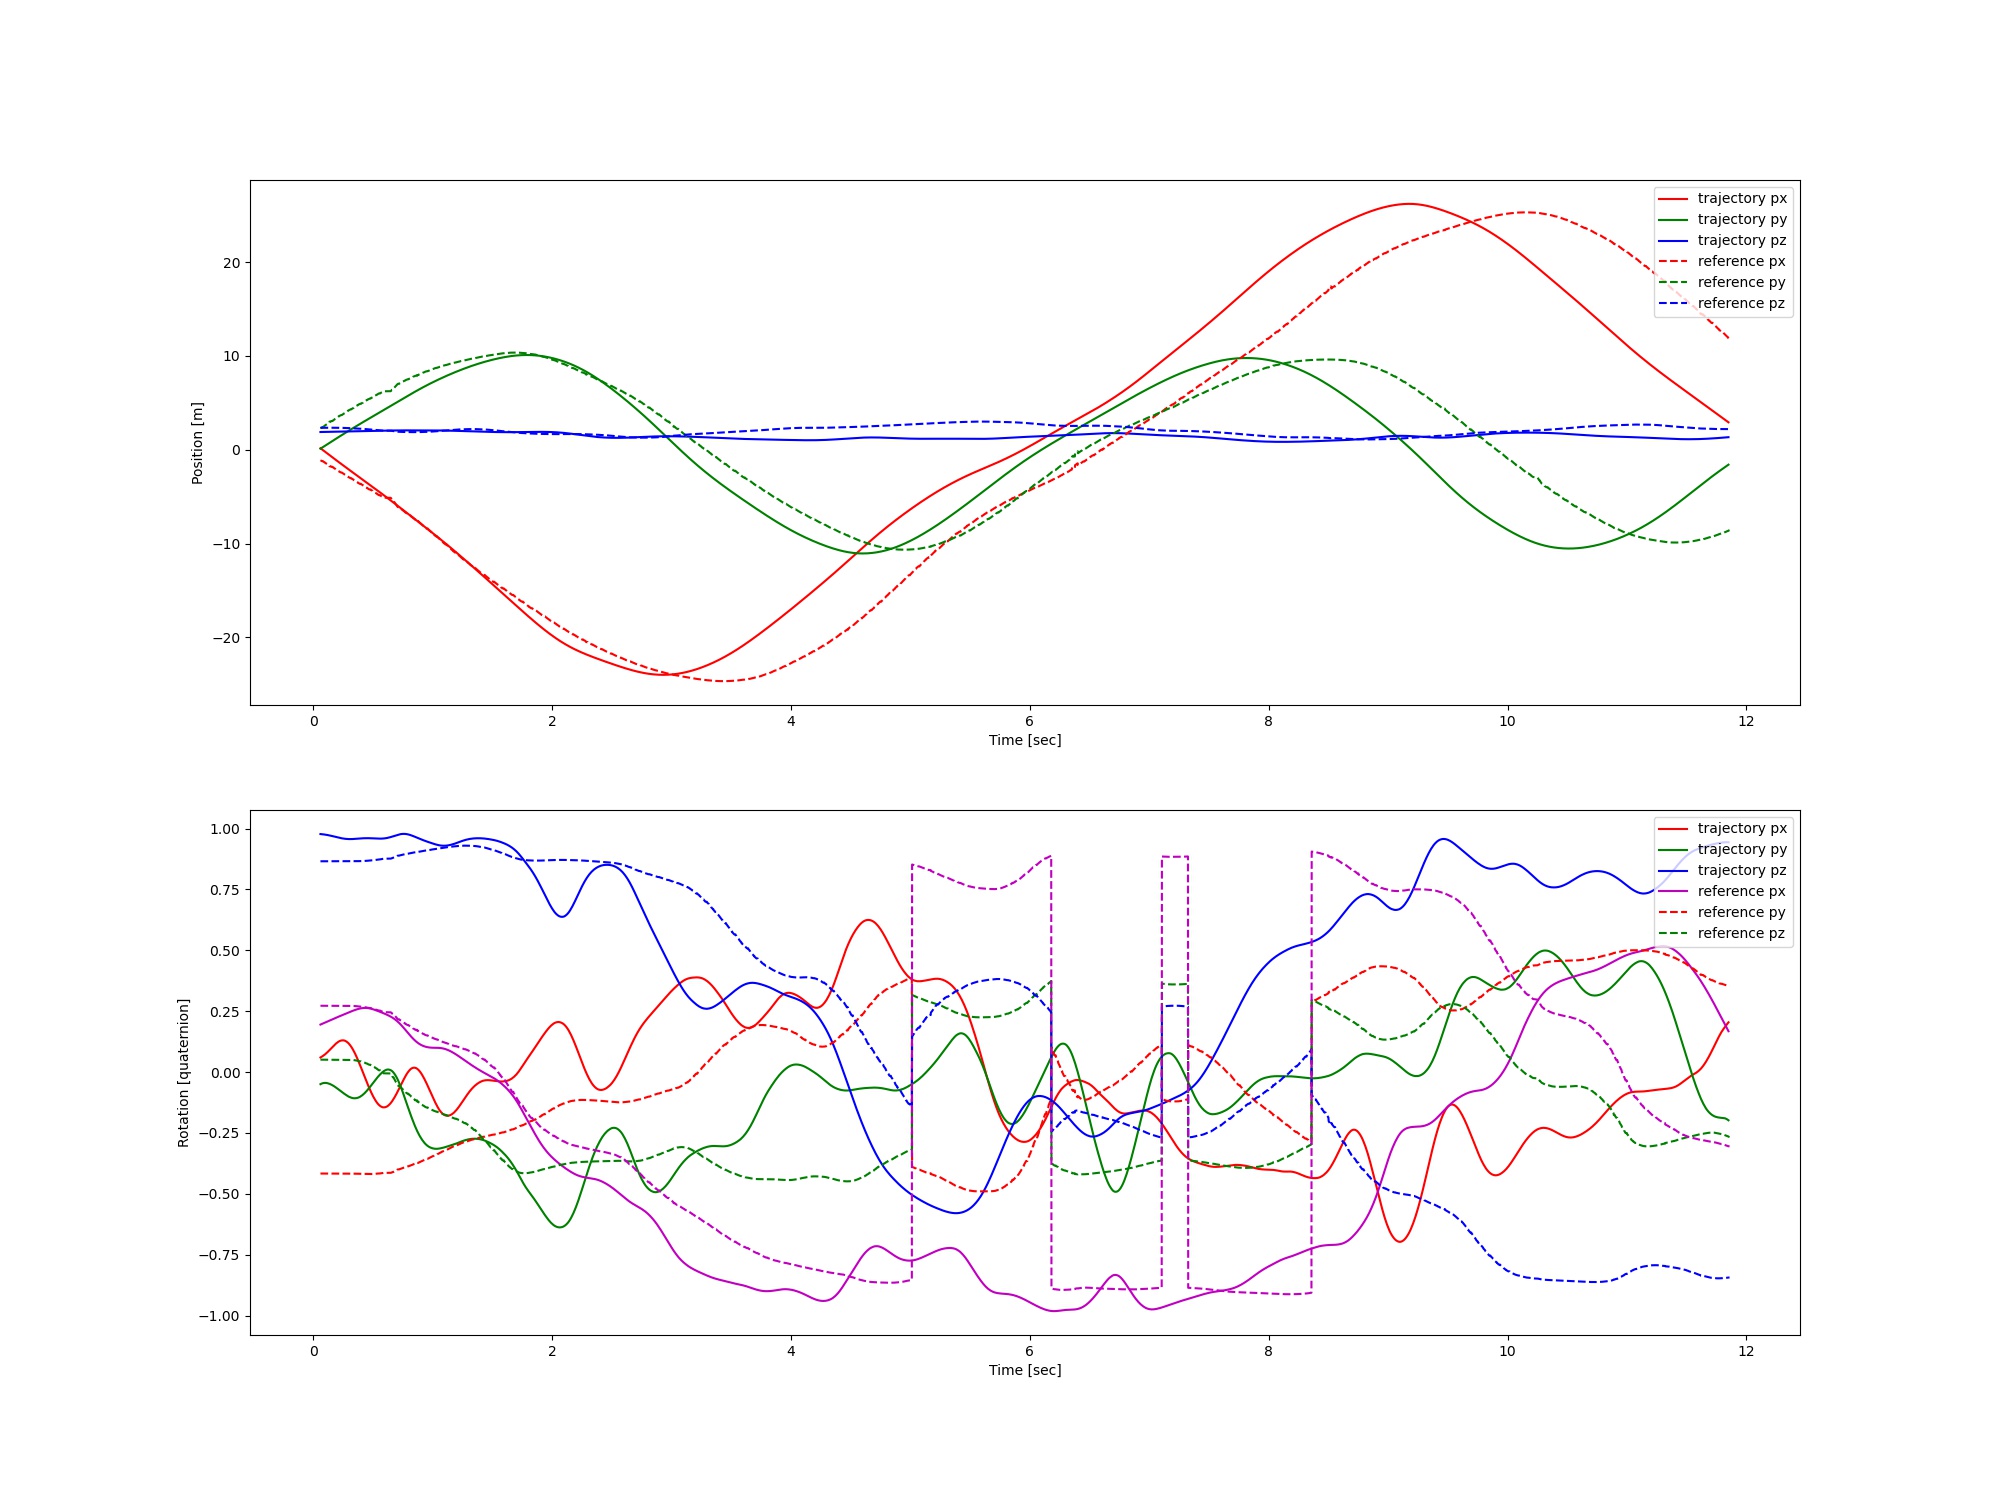 20
10
0
−10
−20
Position [m]
0 2 4 6 8 10 12
Time [sec]
trajectory px
trajectory py
trajectory pz
reference px
reference py
reference pz
1.00
0.75
0.50
0.25
0.00
−0.25
−0.50
−0.75
−1.00
Rotation [quaternion]
0 2 4 6 8 10 12
Time [sec]
trajectory px
trajectory py
trajectory pz
reference px
reference py
reference pz